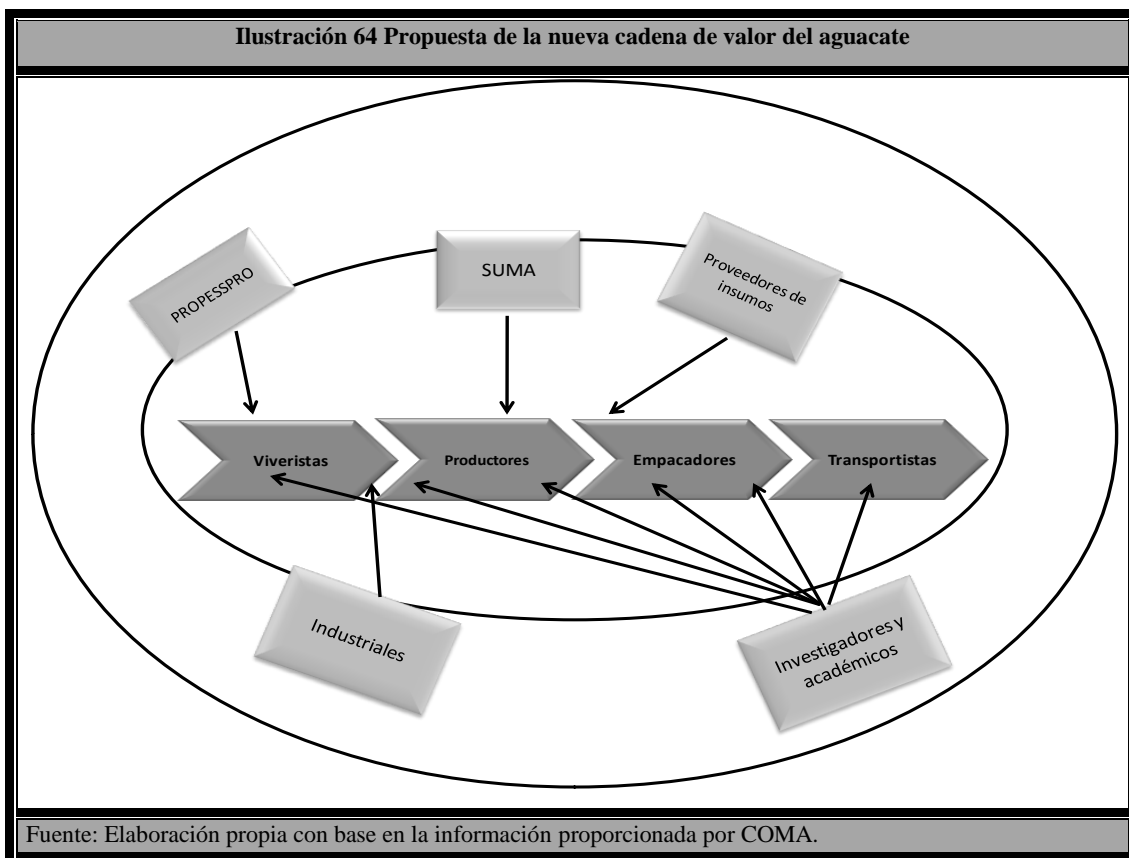 Ilustración 64 Propuesta de la nueva cadena de valor del aguacate
PROPESSPRO
SUMA
Proveedores de
insumos
Viveristas
Productores
Empacadores
Transportistas
Industriales
Investigadores y
académicos
Fuente: Elaboración propia con base en la información proporcionada por COMA.